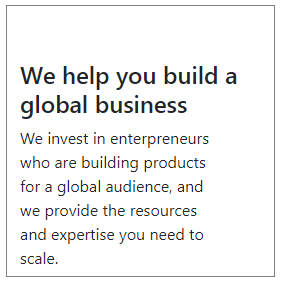 We help you build a
global business
We invest in enterpreneurs
who are building products
for a global audience, and
we provide the resources
and expertise you need to
scale.